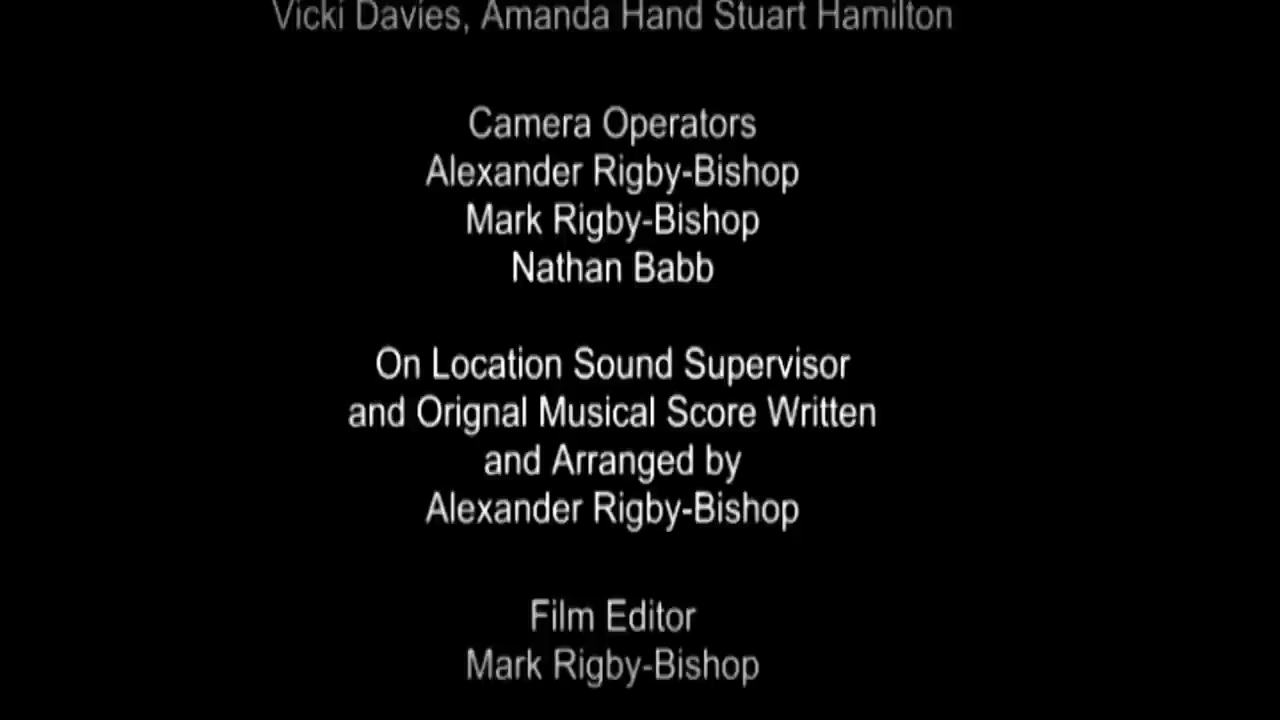 Vicki Davies, Amanda Hand Stuart Hamilton
Camera Operators
Alexander Rigby-Bishop
Mark Rigby-Bishop
Nathan Babb
On Location Sound Supervisor
and Orignal Musical Score Written
and Arranged by
Alexander Rigby-Bishop
Film Editor
Mark Rigby-Bishop